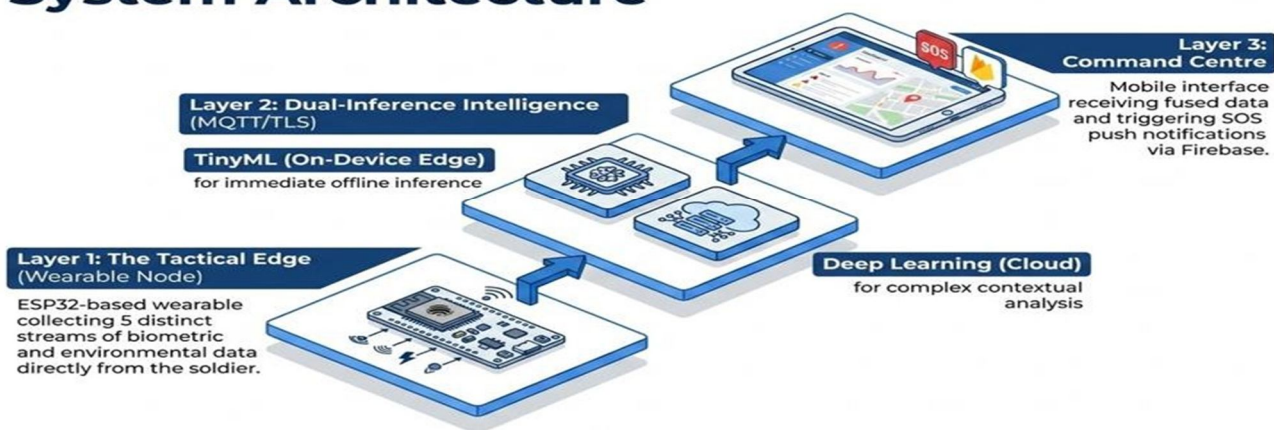 System Architecture
Layer 3:
Command Centre
Mobile interface
receiving fused data
and triggering SOS
push notifications
via Firebase.
SOS
Layer 2: Dual-Inference Intelligence
(MQTT/TLS)
TinyML (On-Device Edge)
for immediate offline inference
Layer 1: The Tactical Edge
(Wearable Node)
ESP32-based wearable
collecting 5 distinct
streams of biometric
and environmental data
directly from the soldier.
Deep Learning (Cloud)
for complex contextual
analysis